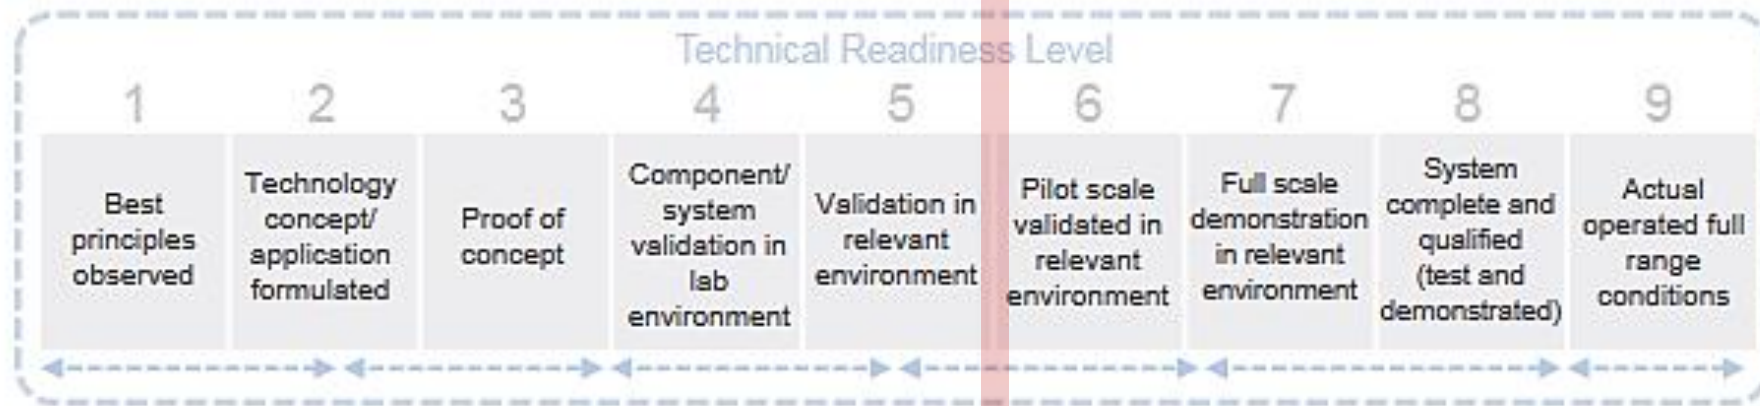 Technical Readiness Level
1
2
3
4
5
6
7
8
9
Best
principles
observed
Technology
concept/
application
formulated
Proof of
concept
Component/
system
validation in
lab
environment
Validation in
relevant
environment
Pilot scale
validated in
relevant
environment
Full scale
demonstration
in relevant
environment
System
complete and
qualified
(test and
demonstrated)
Actual
operated full
range
conditions